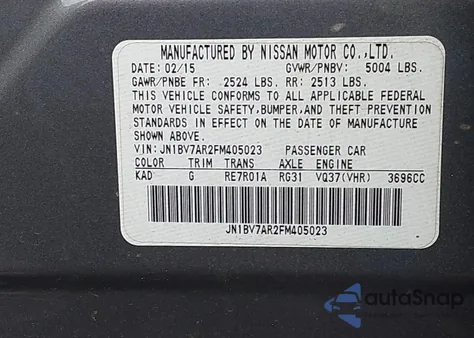 MANUFACTURED BY NISSAN MOTOR CO.,LTD.
DATE: 02/15 GVWR/PNBV: 5004 LBS.
GAWR/PNBE FR: 2524 LBS. RR: 2513 LBS.
THIS VEHICLE CONFORMS TO ALL APPLICABLE FEDERAL
MOTOR VEHICLE SAFETY,BUMPER,AND THEFT PREVENTION
STANDARDS IN EFFECT ON THE DATE OF MANUFACTURE
SHOWN ABOVE.
VIN: JN1BV7AR2FM405023 PASSENGER CAR
COLOR TRIM TRANS AXLE ENGINE
KAD G RE7R01A RG31 VQ37(VHR) 3696CC
JN1BV7AR2FM405023
autoSnap